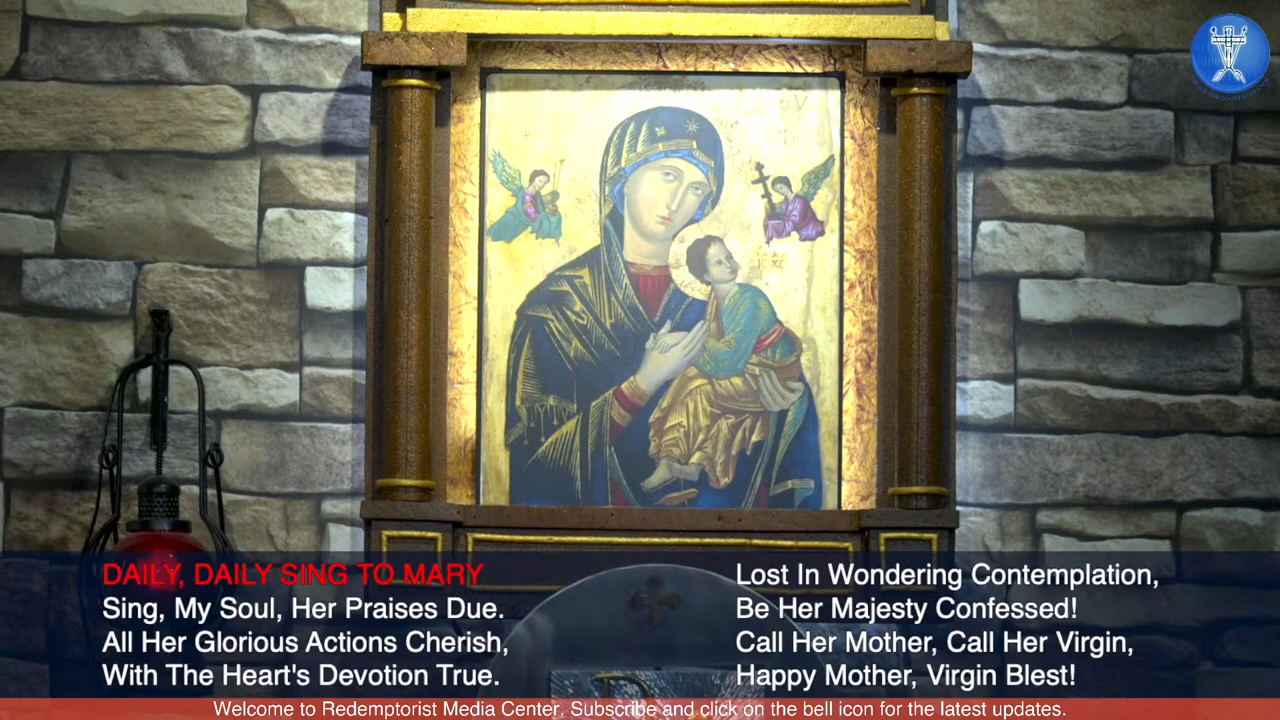 DAILY, DAILY SING TO MARY
Sing, My Soul, Her Praises Due.
All Her Glorious Actions Cherish,
With The Heart's Devotion True.
Lost In Wondering Contemplation,
Be Her Majesty Confessed!
Call Her Mother, Call Her Virgin,
Happy Mother, Virgin Blest!
Welcome to Redemptorist Media Center. Subscribe and click on the bell icon for the latest updates.